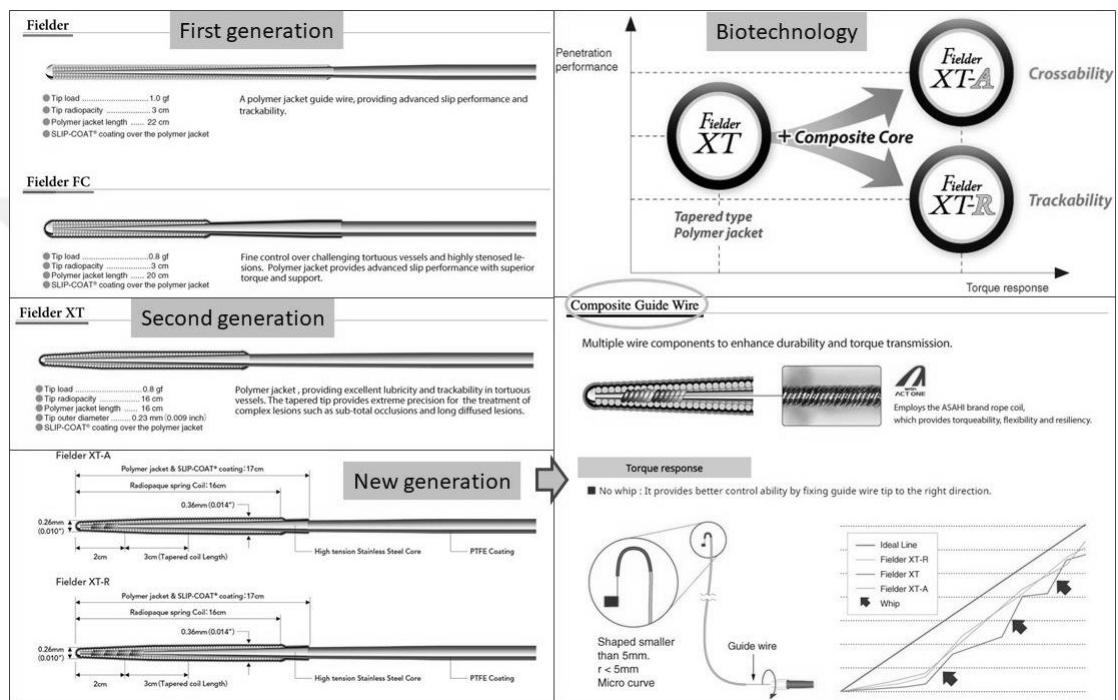 Fielder
First generation
Tip load ............................ 1.0 gf
Tip radiopacity ................ 3 cm
Polymer jacket length ...... 22 cm
SLIP-COAT® coating over the polymer jacket
A polymer jacket guide wire, providing advanced slip performance and
trackability.
Fielder FC
Tip load ............................0.8 gf
Tip radiopacity .................3 cm
Polymer jacket length ...... 20 cm
SLIP-COAT® coating over the polymer jacket
Fine control over challenging tortuous vessels and highly stenosed le-
sions. Polymer jacket provides advanced slip performance with superior
torque and support.
Fielder XT
Second generation
Tip load ............................0.8 gf
Tip radiopacity ................ 16 cm
Polymer jacket length ...... 16 cm
Tip outer diameter ........ 0.23 mm (0.009 inch)
SLIP-COAT® coating over the polymer jacket
Polymer jacket , providing excellent lubricity and trackability in tortuous
vessels. The tapered tip provides extreme precision for the treatment of
complex lesions such as sub-total occlusions and long diffused lesions.
Fielder XT-A
New generation
Polymer jacket & SLIP-COAT® coating:17cm
Radiopaque spring Coil:16cm
0.36mm(0.014")
0.26mm
(0.010")
2cm
3cm(Tapered coil Length)
High tension Stainless Steel Core
PTFE Coating
Fielder XT-R
Polymer jacket & SLIP-COAT® coating:17cm
Radiopaque spring Coil:16cm
0.36mm(0.014")
0.26mm
(0.010")
2cm
3cm(Tapered coil Length)
High tension Stainless Steel Core
PTFE Coating
Biotechnology
Penetration
performance
Fielder
XT
+ Composite Core
Fielder
XT-A
Crossability
Fielder
XT-R
Trackability
Tapered type
Polymer jacket
Torque response
Composite Guide Wire
Multiple wire components to enhance durability and torque transmission.
with
ACT ONE
Employs the ASAHI brand rope coil,
which provides torqueability, flexibility and resiliency.
Torque response
No whip : It provides better control ability by fixing guide wire tip to the right direction.
Shaped smaller
than 5mm.
r < 5mm
Micro curve
Guide wire
Ideal Line
Fielder XT-R
Fielder XT
Fielder XT-A
Whip